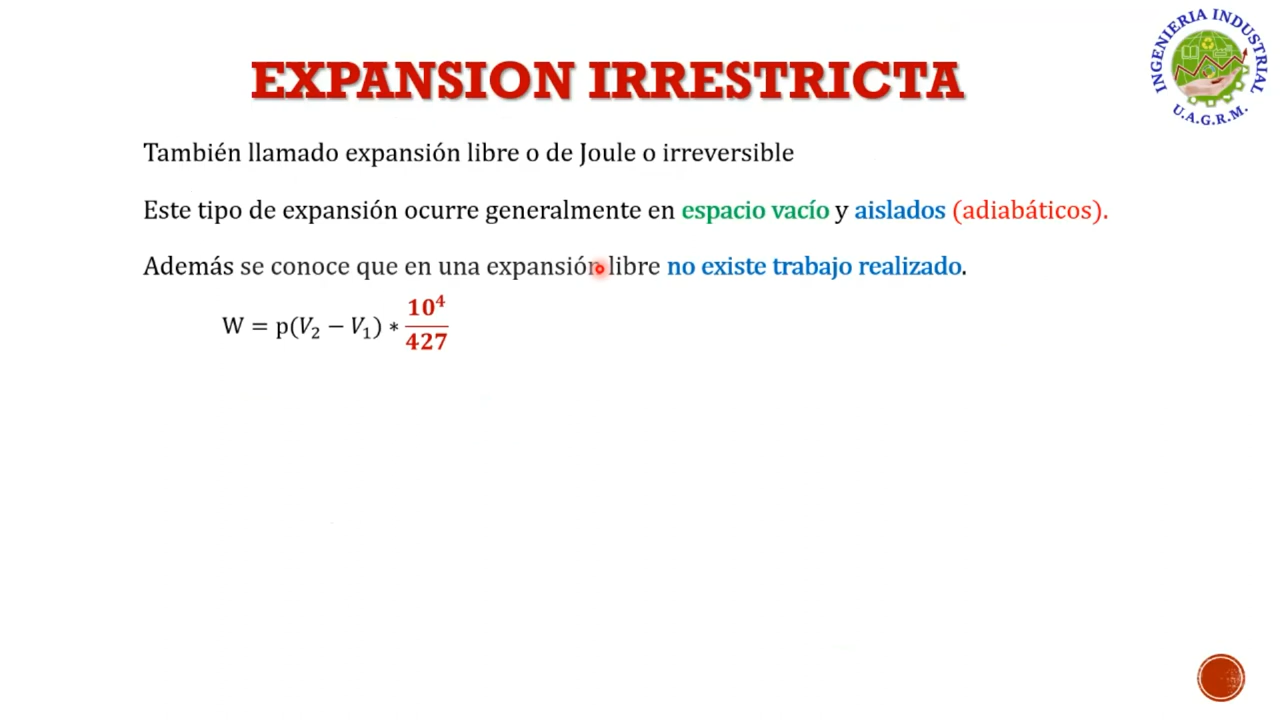 EXPANSION IRRESTRICTA
INGENIERIA INDUSTRIAL
U.A.G.R.M.
También llamado expansión libre o de Joule o irreversible
Este tipo de expansión ocurre generalmente en espacio vacío y aislados (adiabáticos).
Además se conoce que en una expansión libre no existe trabajo realizado.
W = p(V₂ − V₁) * 10⁴/427